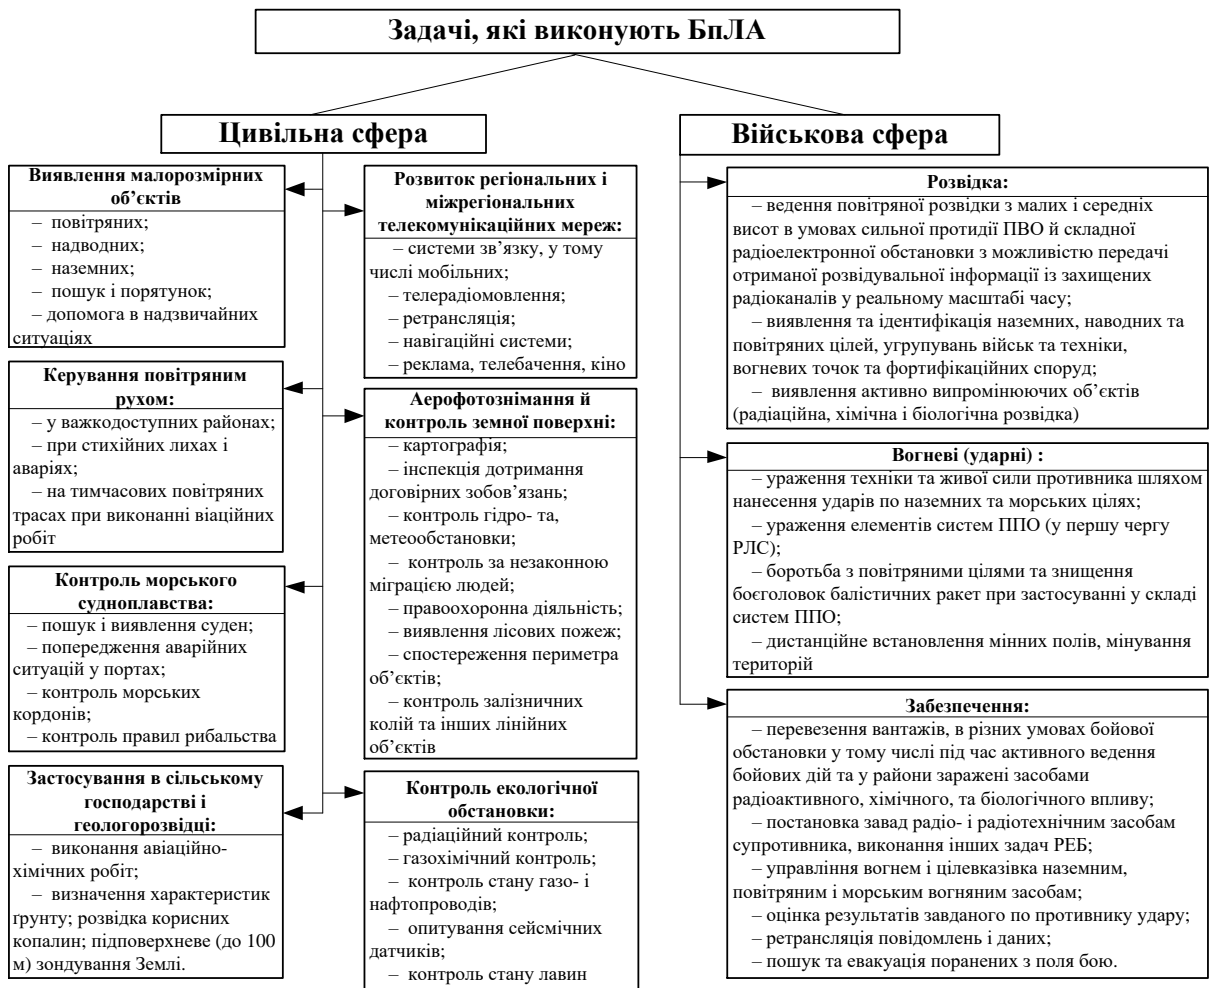 Задачі, які виконують БпЛА
Цивільна сфера
Виявлення малорозмірних
об’єктів
– повітряних;
– надводних;
– наземних;
– пошук і порятунок;
– допомога в надзвичайних
ситуаціях
Керування повітряним
рухом:
– у важкодоступних районах;
– при стихійних лихах і
аваріях;
– на тимчасових повітряних
трасах при виконанні віаційних
робіт
Контроль морського
судноплавства:
– пошук і виявлення суден;
– попередження аварійних
ситуацій у портах;
– контроль морських
кордонів;
– контроль правил рибальства
Застосування в сільському
господарстві і
геологорозвідці:
– виконання авіаційно-
хімічних робіт;
– визначення характеристик
ґрунту; розвідка корисних
копалин; підповерхневе (до 100
м) зондування Землі.
Розвиток регіональних і
міжрегіональних
телекомунікаційних мереж:
– системи зв’язку, у тому
числі мобільних;
– телерадіомовлення;
– ретрансляція;
– навігаційні системи;
– реклама, телебачення, кіно
Аерофотознімання й
контроль земної поверхні:
– картографія;
– інспекція дотримання
договірних зобов’язань;
– контроль гідро- та,
метеообстановки;
– контроль за незаконною
міграцією людей;
– правоохоронна діяльність;
– виявлення лісових пожеж;
– спостереження периметра
об’єктів;
– контроль залізничних
колій та інших лінійних
об’єктів
Контроль екологічної
обстановки:
– радіаційний контроль;
– газохімічний контроль;
– контроль стану газо- і
нафтопроводів;
– опитування сейсмічних
датчиків;
– контроль стану лавин
Військова сфера
Розвідка:
– ведення повітряної розвідки з малих і середніх
висот в умовах сильної протидії ПВО й складної
радіоелектронної обстановки з можливістю передачі
отриманої розвідувальної інформації із захищених
радіоканалів у реальному масштабі часу;
– виявлення та ідентифікація наземних, наводних та
повітряних цілей, угрупувань військ та техніки,
вогневих точок та фортифікаційних споруд;
– виявлення активно випромінюючих об’єктів
(радіаційна, хімічна і біологічна розвідка)
Вогневі (ударні) :
– ураження техніки та живої сили противника шляхом
нанесення ударів по наземних та морських цілях;
– ураження елементів систем ППО (у першу чергу
РЛС);
– боротьба з повітряними цілями та знищення
боєголовок балістичних ракет при застосуванні у складі
систем ППО;
– дистанційне встановлення мінних полів, мінування
територій
Забезпечення:
– перевезення вантажів, в різних умовах бойової
обстановки у тому числі під час активного ведення
бойових дій та у райони заражені засобами
радіоактивного, хімічного, та біологічного впливу;
– постановка завад радіо- і радіотехнічним засобам
супротивника, виконання інших задач РЕБ;
– управління вогнем і цілевказівка наземним,
повітряним і морським вогняним засобам;
– оцінка результатів завданого по противнику удару;
– ретрансляція повідомлень і даних;
– пошук та евакуація поранених з поля бою.